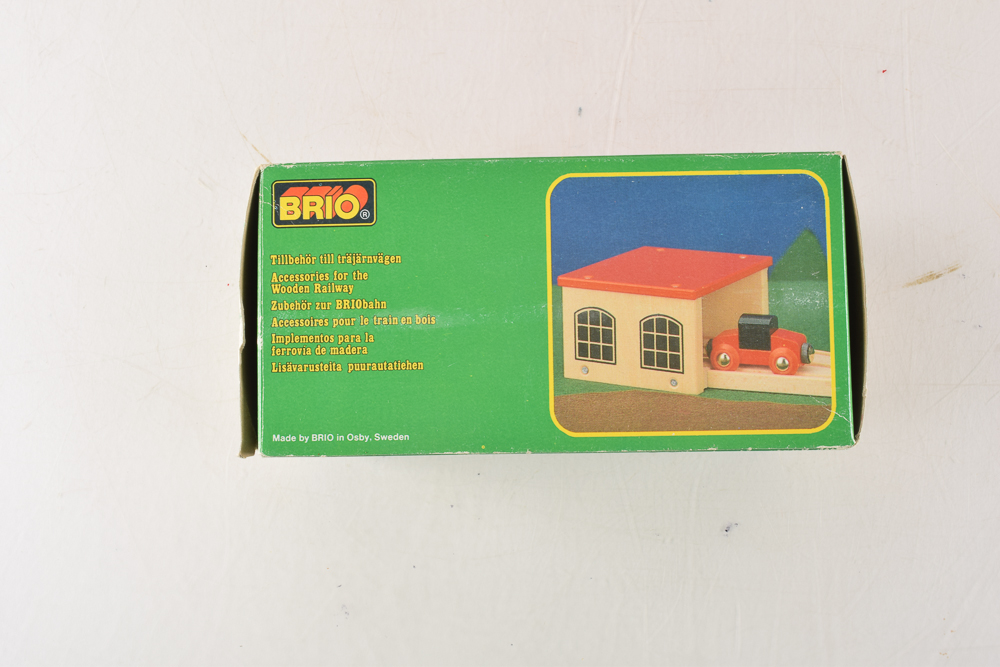 BRIO®
Tillbehör till träjärnvägen
Accessories for the
Wooden Railway
Zubehör zur BRIObahn
Accessoires pour le train en bois
Implementos para la
ferrovia de madera
Lisävarusteita puurautatiehen
Made by BRIO in Osby, Sweden